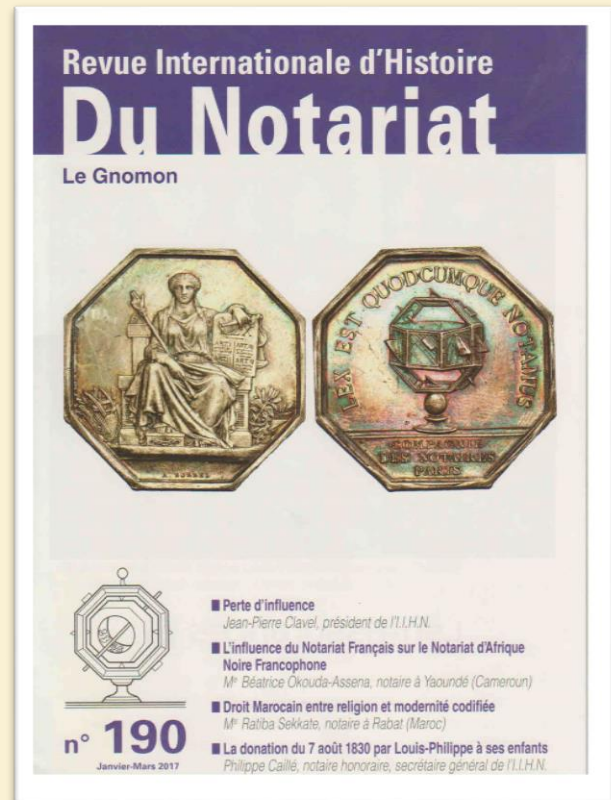 Revue Internationale d'Histoire
Du Notariat
Le Gnomon
LEX EST QUODCUMQUE NOTAMUS
COMPAGNIE
DES NOTAIRES
PARIS
■ Perte d'influence
Jean-Pierre Clavel, président de l'I.I.H.N.
■ L'influence du Notariat Français sur le Notariat d'Afrique
Noire Francophone
Mᵉ Béatrice Okouda-Assena, notaire à Yaoundé (Cameroun)
■ Droit Marocain entre religion et modernité codifiée
Mᵉ Ratiba Sekkate, notaire à Rabat (Maroc)
■ La donation du 7 août 1830 par Louis-Philippe à ses enfants
Philippe Caillé, notaire honoraire, secrétaire général de l'I.I.H.N.
n° 190
Janvier-Mars 2017